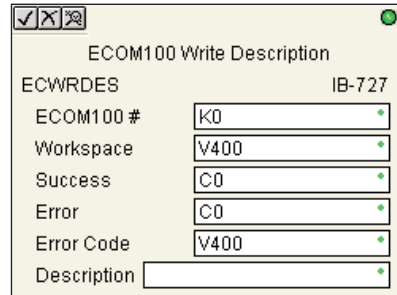 ECOM100 Write Description
ECWRDES IB-727
ECOM100 # K0
Workspace V400
Success C0
Error C0
Error Code V400
Description